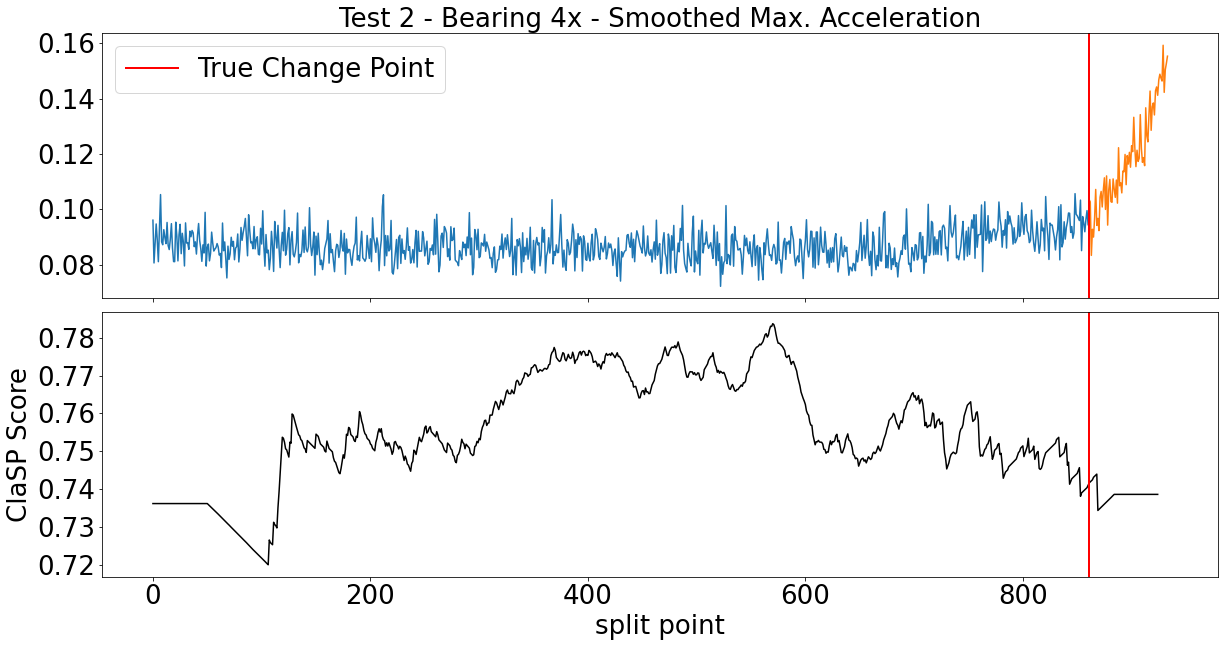 Test 2 - Bearing 4x - Smoothed Max. Acceleration
0.16
0.14
0.12
0.10
0.08
True Change Point
0.78
0.77
0.76
0.75
0.74
0.73
0.72
ClaSP Score
0 200 400 600 800
split point